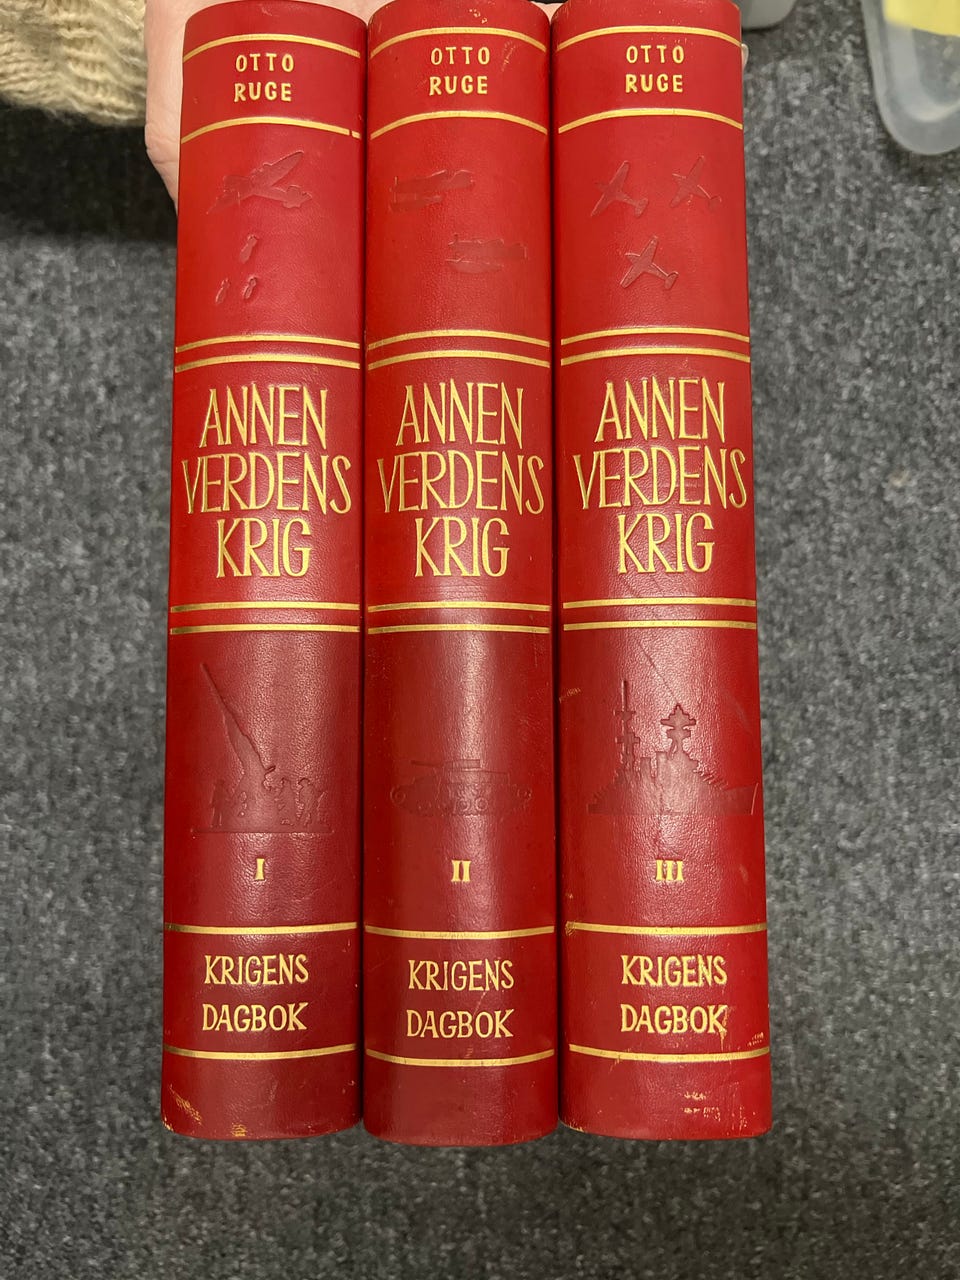 OTTO
RUGE
ANNEN
VERDENS
KRIG
I
KRIGENS
DAGBOK
OTTO
RUGE
ANNEN
VERDENS
KRIG
II
KRIGENS
DAGBOK
OTTO
RUGE
ANNEN
VERDENS
KRIG
III
KRIGENS
DAGBOK